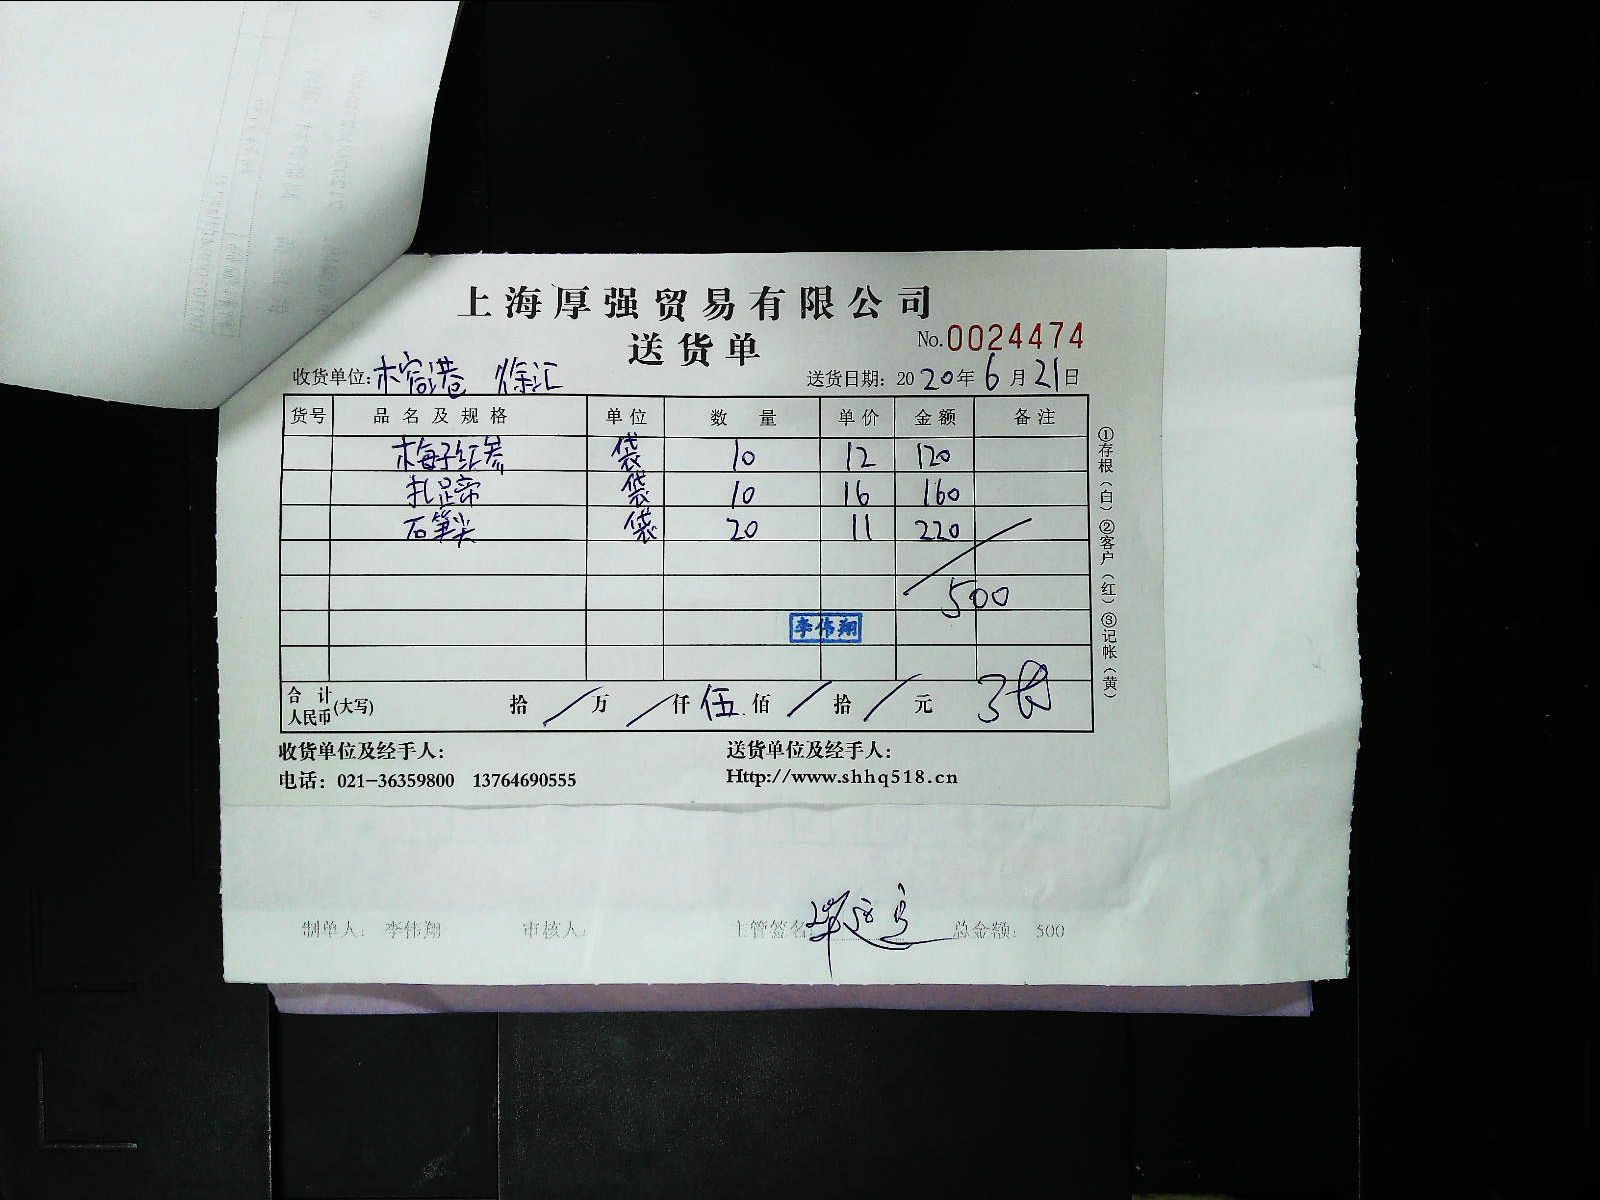 上海厚强贸易有限公司
送货单
No.0024474
收货单位:榕港 徐汇 送货日期: 2020年6月21日
货号 品名及规格 单位 数量 单价 金额 备注
梅子红参 袋 10 12 120
扎蹄 袋 10 16 160
石笋尖 袋 20 11 220
500
李伟翔
合计人民币(大写) 拾/万/仟伍佰/拾/元
①存根(白)②客户(红)③记帐(黄)
收货单位及经手人: 送货单位及经手人:
电话: 021-36359800 13764690555 Http://www.shhq518.cn
制单人: 李伟翔 审核人: 主管签名 总金额: 500